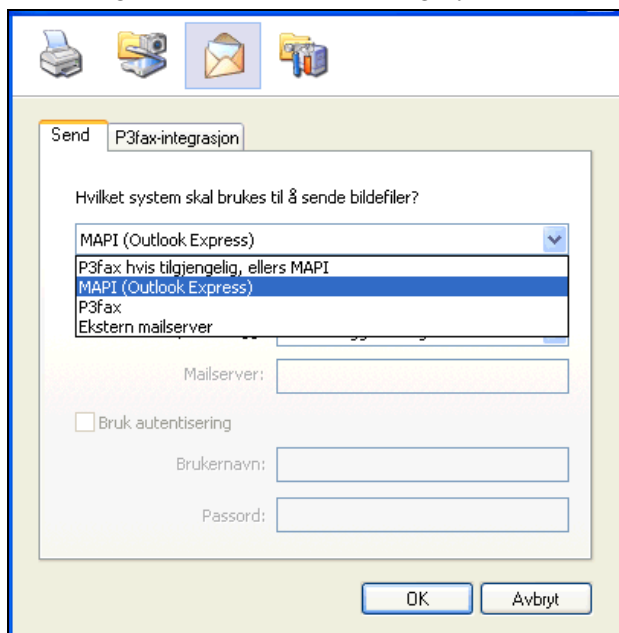 Send P3fax-integrasjon
Hvilket system skal brukes til å sende bildefiler?
MAPI (Outlook Express)
P3fax hvis tilgjengelig, ellers MAPI
MAPI (Outlook Express)
P3fax
Ekstern mailserver
Mailserver:
Bruk autentisering
Brukernavn:
Passord:
OK Avbryt